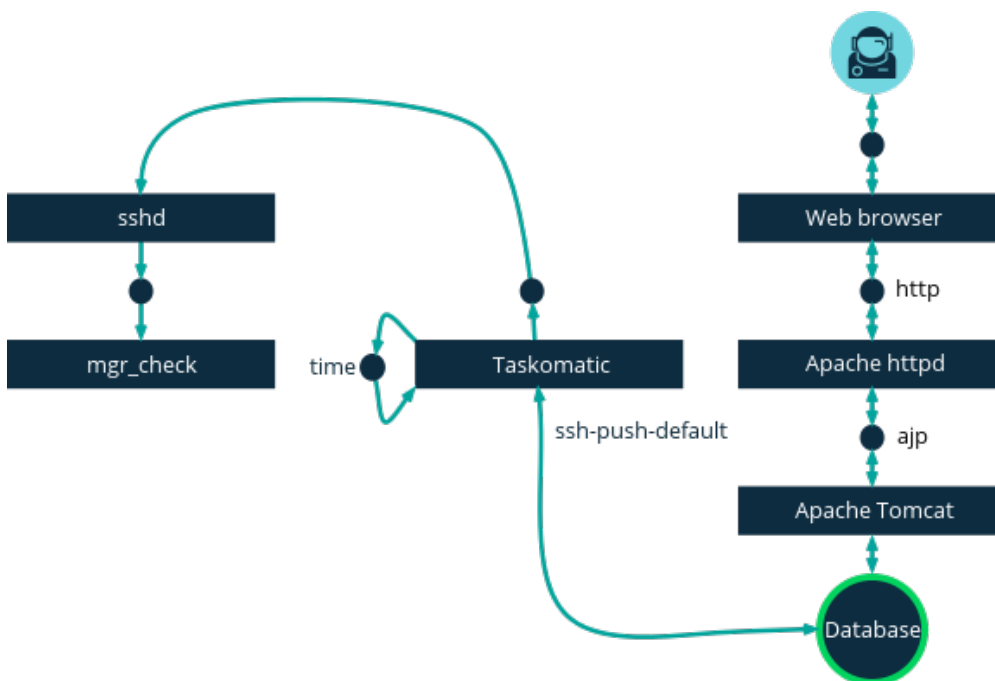 sshd
Web browser
http
mgr_check
time
Taskomatic
Apache httpd
ssh-push-default
ajp
Apache Tomcat
Database